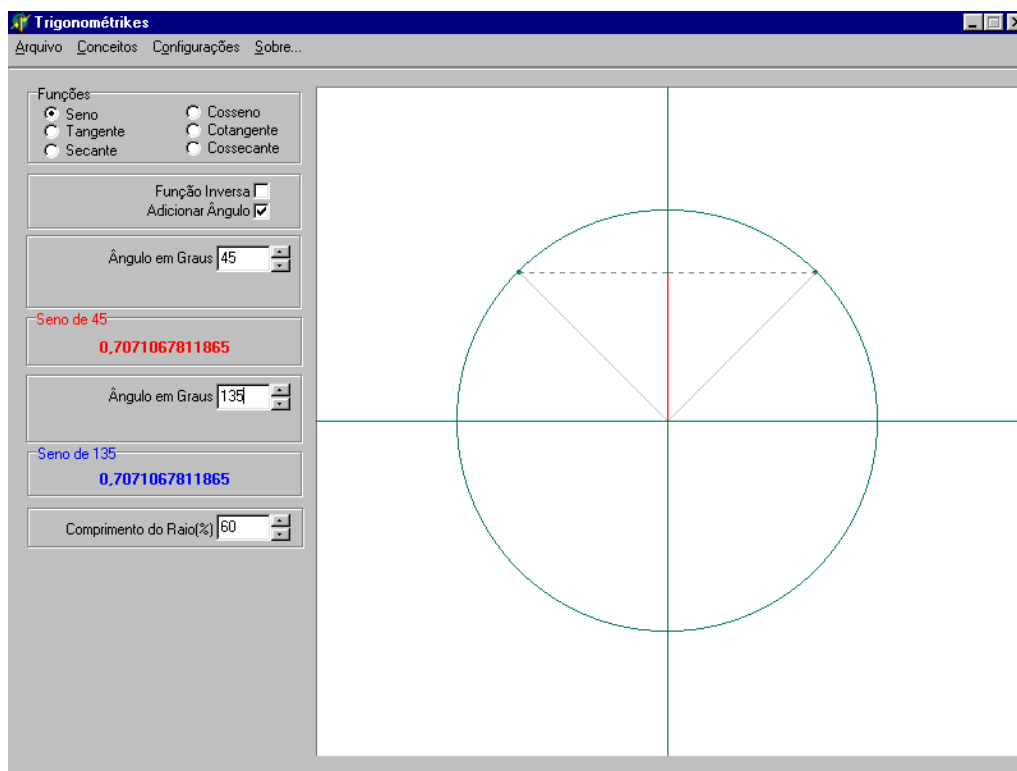 Trigonométrikes
Arquivo Conceitos Configurações Sobre...
Funções
Seno Cosseno
Tangente Cotangente
Secante Cossecante
Função Inversa
Adicionar Ângulo
Ângulo em Graus 45
Seno de 45
0,7071067811865
Ângulo em Graus 135
Seno de 135
0,7071067811865
Comprimento do Raio(%) 60